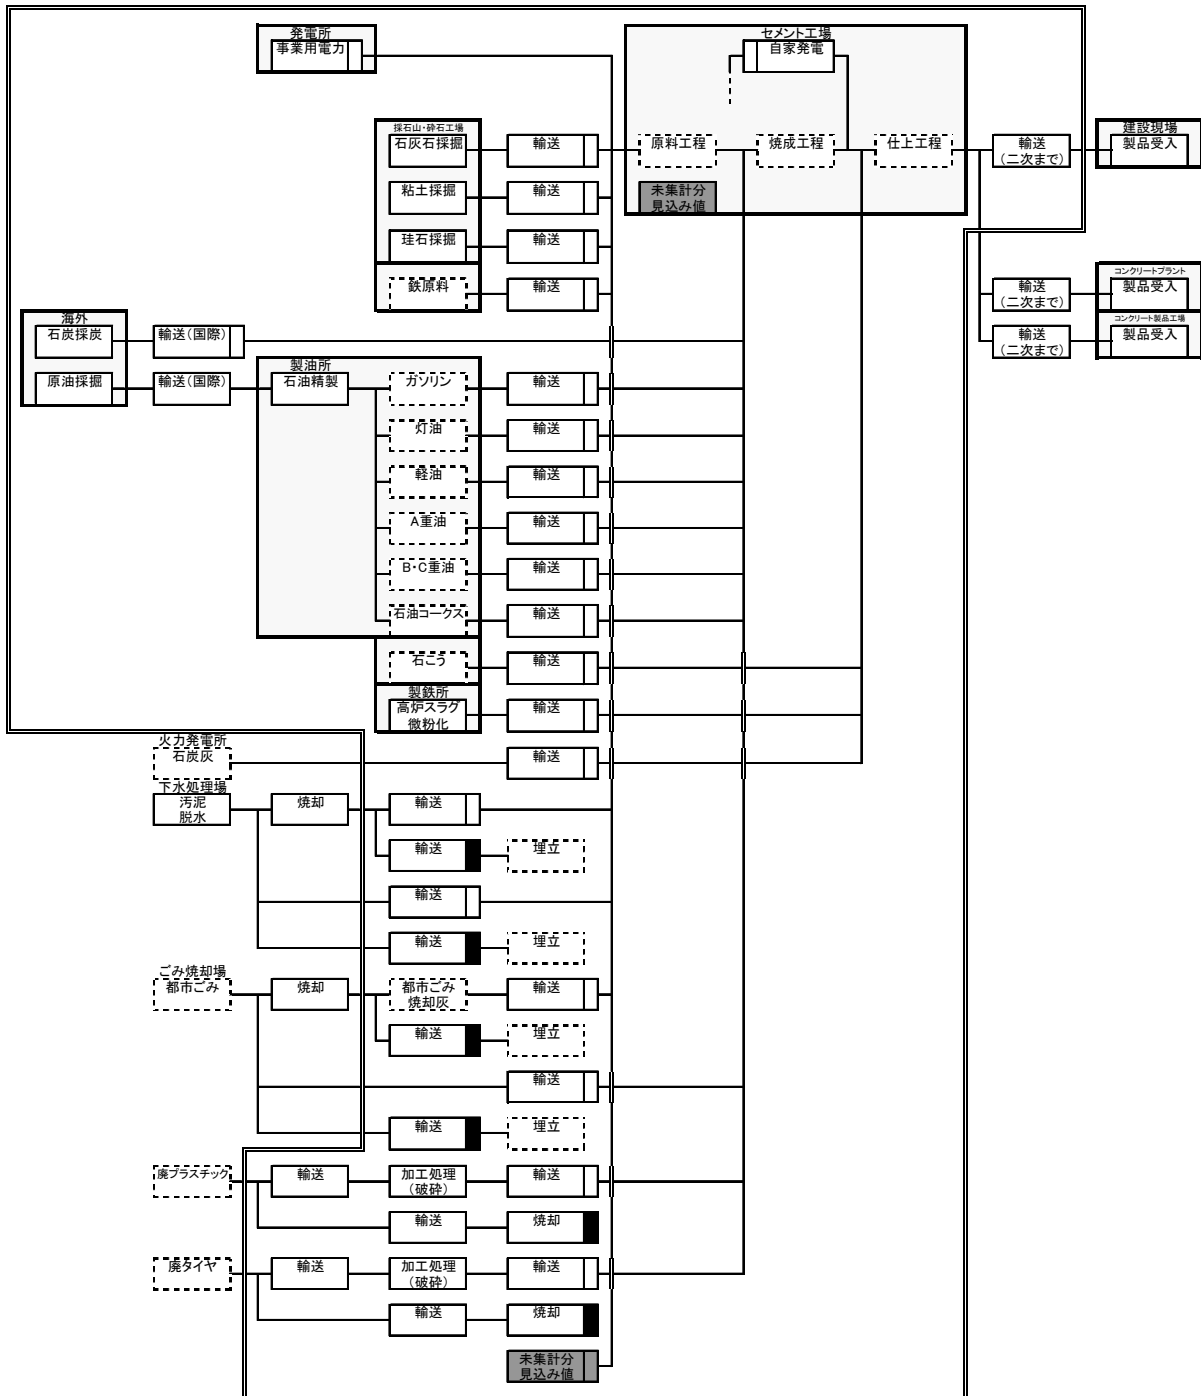 発電所
事業用電力
セメント工場
自家発電
採石山・砕石工場
石灰石採掘
輸送
原料工程
焼成工程
仕上工程
輸送
(二次まで)
建設現場
製品受入
粘土採掘
輸送
未集計分
見込み値
珪石採掘
輸送
鉄原料
輸送
輸送
(二次まで)
コンクリートプラント
製品受入
海外
石炭採炭
輸送(国際)
輸送
(二次まで)
コンクリート製品工場
製品受入
原油採掘
輸送(国際)
製油所
石油精製
ガソリン
輸送
灯油
輸送
軽油
輸送
A重油
輸送
B・C重油
輸送
石油コークス
輸送
石こう
輸送
製鉄所
高炉スラグ
微粉化
輸送
火力発電所
石炭灰
輸送
下水処理場
汚泥
脱水
焼却
輸送
輸送
埋立
輸送
輸送
埋立
ごみ焼却場
都市ごみ
焼却
都市ごみ
焼却灰
輸送
輸送
埋立
輸送
輸送
埋立
廃プラスチック
輸送
加工処理
(破砕)
輸送
輸送
焼却
廃タイヤ
輸送
加工処理
(破砕)
輸送
輸送
焼却
未集計分
見込み値